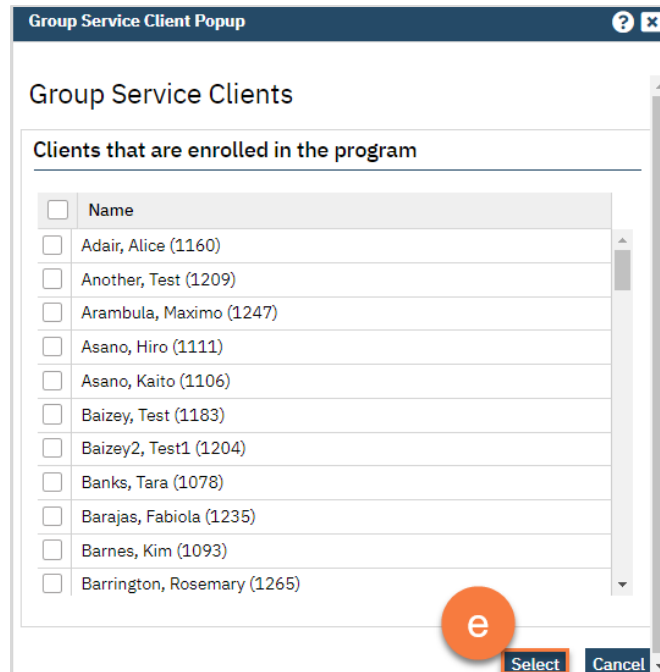 Group Service Client Popup ?
Group Service Clients
Clients that are enrolled in the program
Name
Adair, Alice (1160)
Another, Test (1209)
Arambula, Maximo (1247)
Asano, Hiro (1111)
Asano, Kaito (1106)
Baizey, Test (1183)
Baizey2, Test1 (1204)
Banks, Tara (1078)
Barajas, Fabiola (1235)
Barnes, Kim (1093)
Barrington, Rosemary (1265)
e
Select Cancel